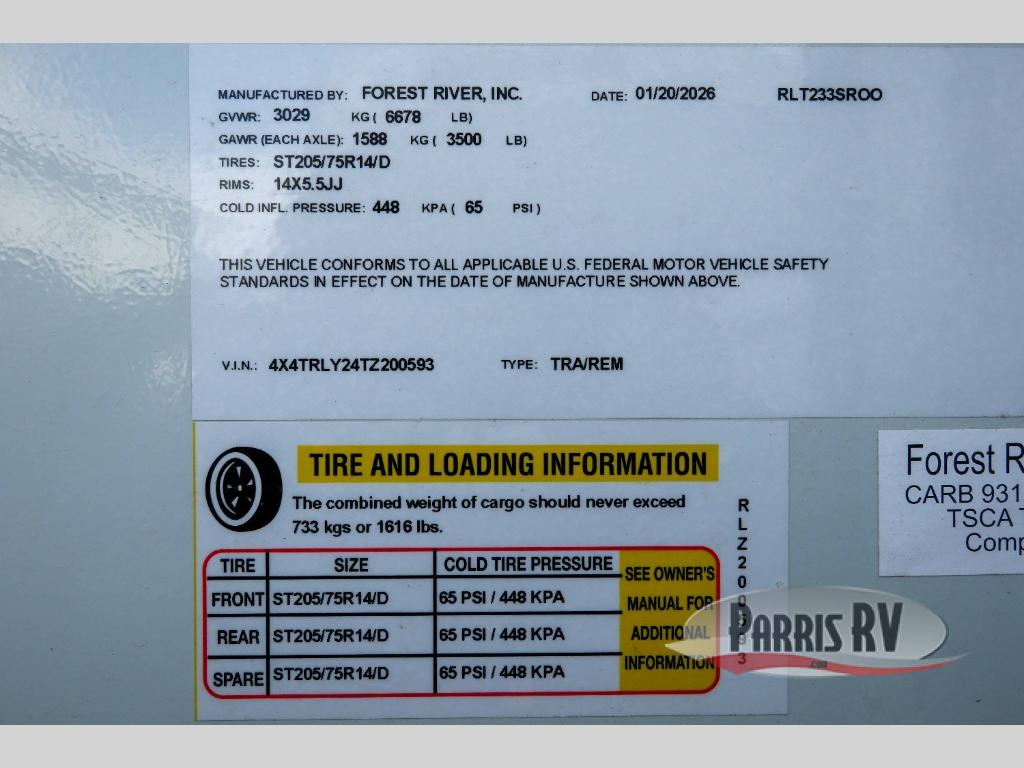 MANUFACTURED BY: FOREST RIVER, INC. DATE: 01/20/2026 RLT233SROO
GVWR: 3029 KG ( 6678 LB)
GAWR (EACH AXLE): 1588 KG ( 3500 LB)
TIRES: ST205/75R14/D
RIMS: 14X5.5JJ
COLD INFL. PRESSURE: 448 KPA ( 65 PSI )
THIS VEHICLE CONFORMS TO ALL APPLICABLE U.S. FEDERAL MOTOR VEHICLE SAFETY
STANDARDS IN EFFECT ON THE DATE OF MANUFACTURE SHOWN ABOVE.
V.I.N.: 4X4TRLY24TZ200593 TYPE: TRA/REM
TIRE AND LOADING INFORMATION
The combined weight of cargo should never exceed
733 kgs or 1616 lbs.
TIRE SIZE COLD TIRE PRESSURE
FRONT ST205/75R14/D 65 PSI / 448 KPA
REAR ST205/75R14/D 65 PSI / 448 KPA
SPARE ST205/75R14/D 65 PSI / 448 KPA
SEE OWNER'S
MANUAL FOR
ADDITIONAL
INFORMATION
RLZ200593
Forest R
CARB 931
TSCA T
Comp
PARRIS RV
.com